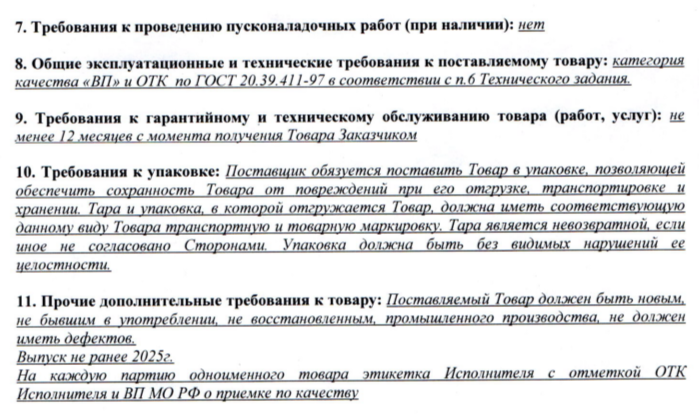 7. Требования к проведению пусконаладочных работ (при наличии): нет
8. Общие эксплуатационные и технические требования к поставляемому товару: категория
качества «ВП» и ОТК по ГОСТ 20.39.411-97 в соответствии с п.6 Технического задания.
9. Требования к гарантийному и техническому обслуживанию товара (работ, услуг): не
менее 12 месяцев с момента получения Товара Заказчиком
10. Требования к упаковке: Поставщик обязуется поставить Товар в упаковке, позволяющей
обеспечить сохранность Товара от повреждений при его отгрузке, транспортировке и
хранении. Тара и упаковка, в которой отгружается Товар, должна иметь соответствующую
данному виду Товара транспортную и товарную маркировку. Тара является невозвратной, если
иное не согласовано Сторонами. Упаковка должна быть без видимых нарушений ее
целостности.
11. Прочие дополнительные требования к товару: Поставляемый Товар должен быть новым,
не бывшим в употреблении, не восстановленным, промышленного производства, не должен
иметь дефектов.
Выпуск не ранее 2025г.
На каждую партию одноименного товара этикетка Исполнителя с отметкой ОТК
Исполнителя и ВП МО РФ о приемке по качеству